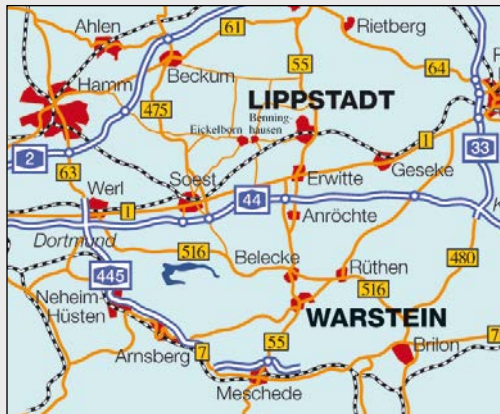 Ahlen
61
Rietberg
Beckum
55
64
Hamm
475
LIPPSTADT
Benning-
Eickelborn hausen
1
33
2
63
Geseke
Werl
Soest
Erwitte
44
1
Anröchte
Dortmund
516
480
Belecke
Rüthen
445
516
Neheim-
Hüsten
WARSTEIN
Arnsberg
7
55
Brilon
7
Meschede